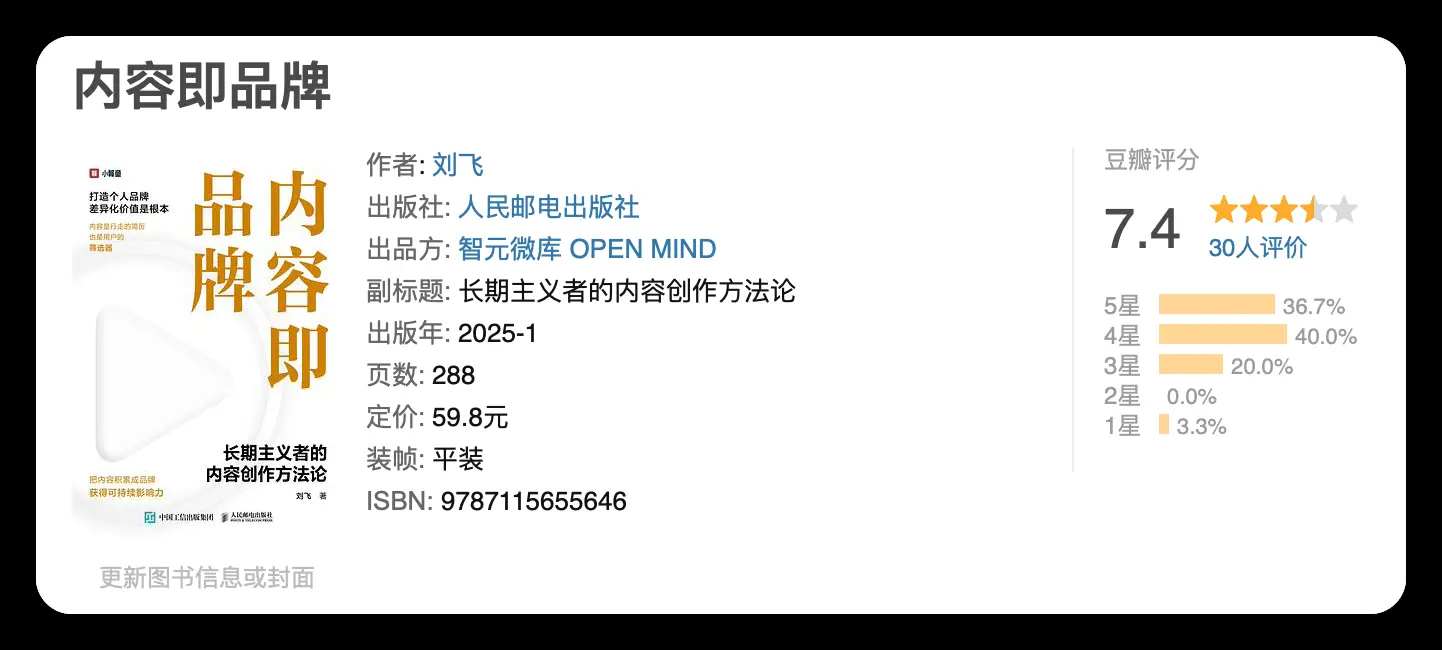 内容即品牌
小报童
打造个人品牌
差异化价值是根本
内容是行走的简历
也是用户的
筛选器
内容即
品牌
长期主义者的
内容创作方法论
刘飞 著
把内容积累成品牌
获得可持续影响力
中国工信出版集团
人民邮电出版社
POSTS & TELECOM PRESS
更新图书信息或封面
作者: 刘飞
出版社: 人民邮电出版社
出品方: 智元微库 OPEN MIND
副标题: 长期主义者的内容创作方法论
出版年: 2025-1
页数: 288
定价: 59.8元
装帧: 平装
ISBN: 9787115655646
豆瓣评分
7.4
30人评价
5星 36.7%
4星 40.0%
3星 20.0%
2星 0.0%
1星 3.3%